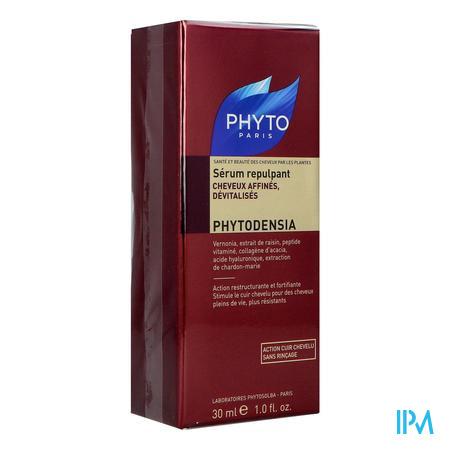 PHYTO
PARIS
SANTÉ ET BEAUTÉ DES CHEVEUX PAR LES PLANTES
Sérum repulpant
CHEVEUX AFFINÉS,
DÉVITALISÉS
PHYTODENSIA
Vernonia, extrait de raisin, peptide
vitaminé, collagène d'acacia,
acide hyaluronique, extraction
de chardon-marie
Action restructurante et fortifiante
Stimule le cuir chevelu pour des cheveux
pleins de vie, plus résistants
ACTION CUIR CHEVELU
SANS RINÇAGE
LABORATOIRES PHYTOSOLBA - PARIS
30 ml e 1.0 fl. oz.
IPM